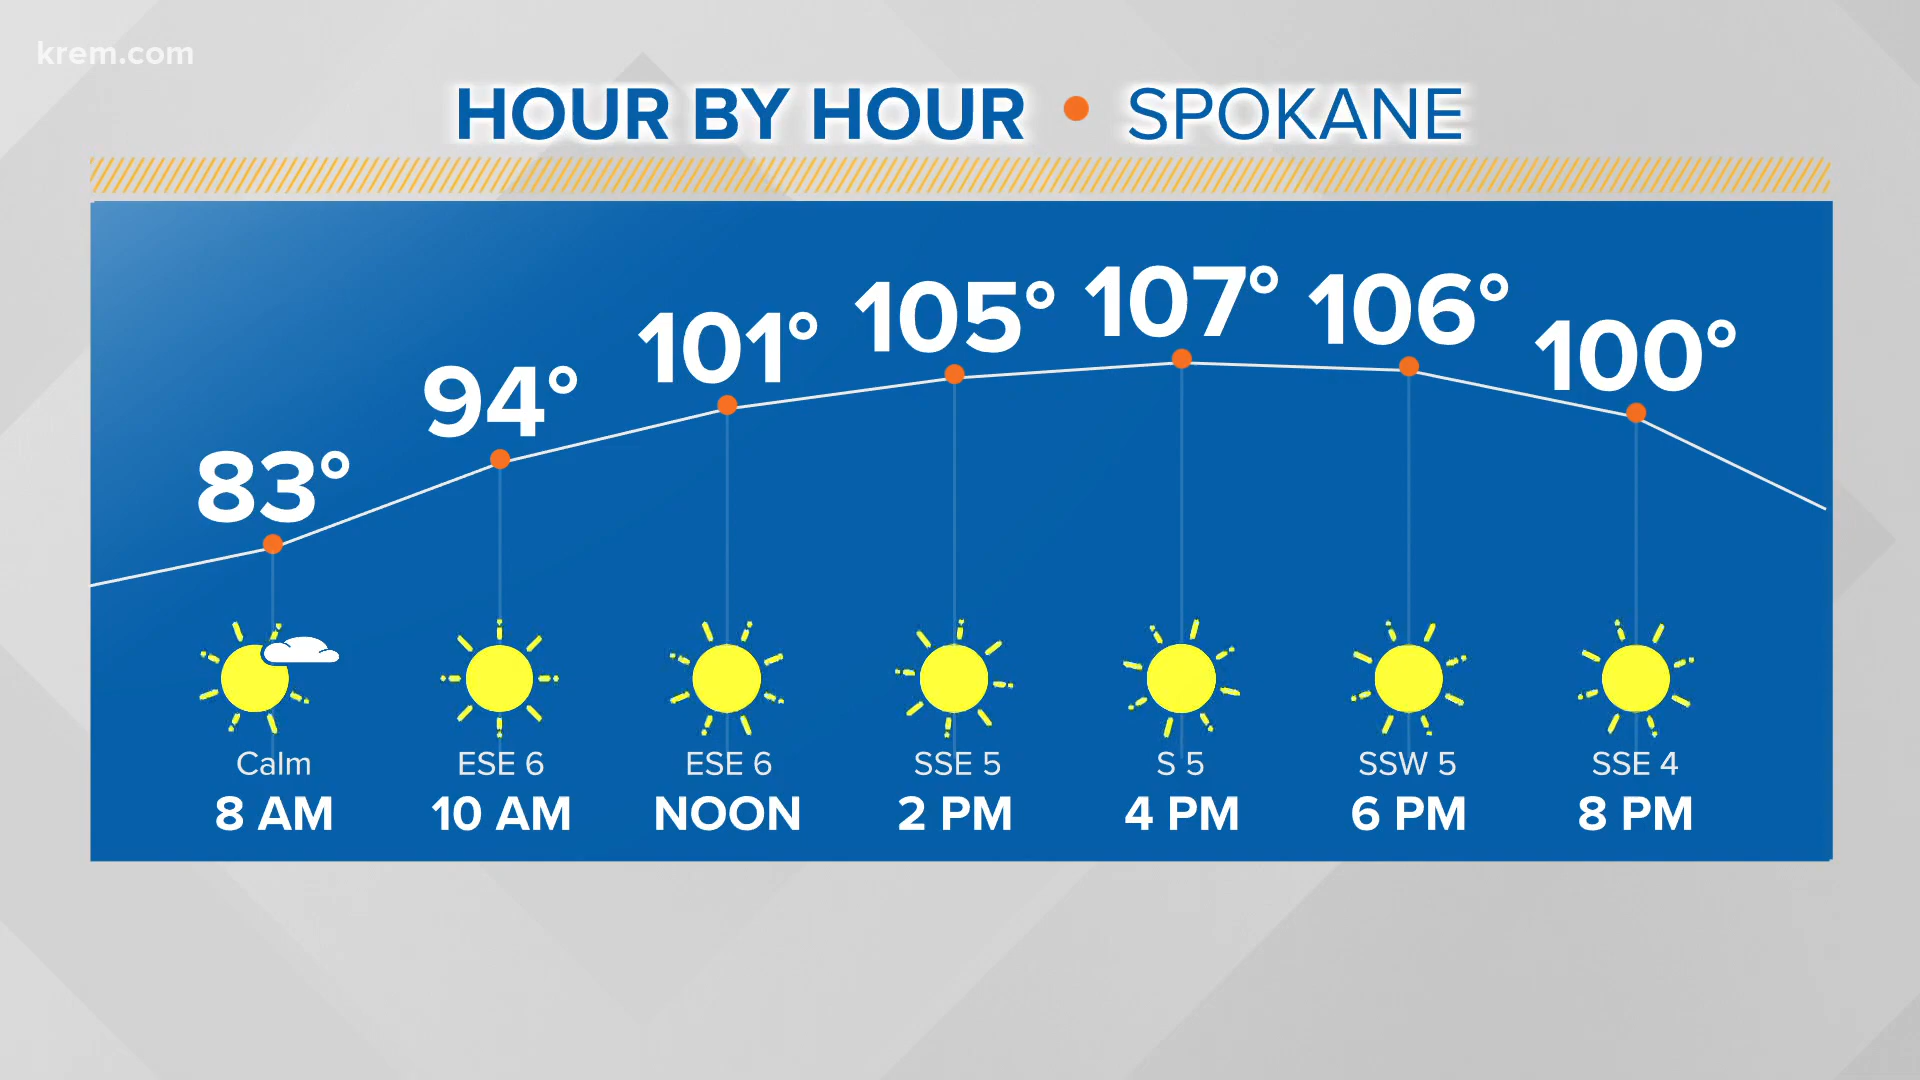 krem.com
HOUR BY HOUR • SPOKANE
83° 94° 101° 105° 107° 106° 100°
Calm ESE 6 ESE 6 SSE 5 S 5 SSW 5 SSE 4
8 AM 10 AM NOON 2 PM 4 PM 6 PM 8 PM